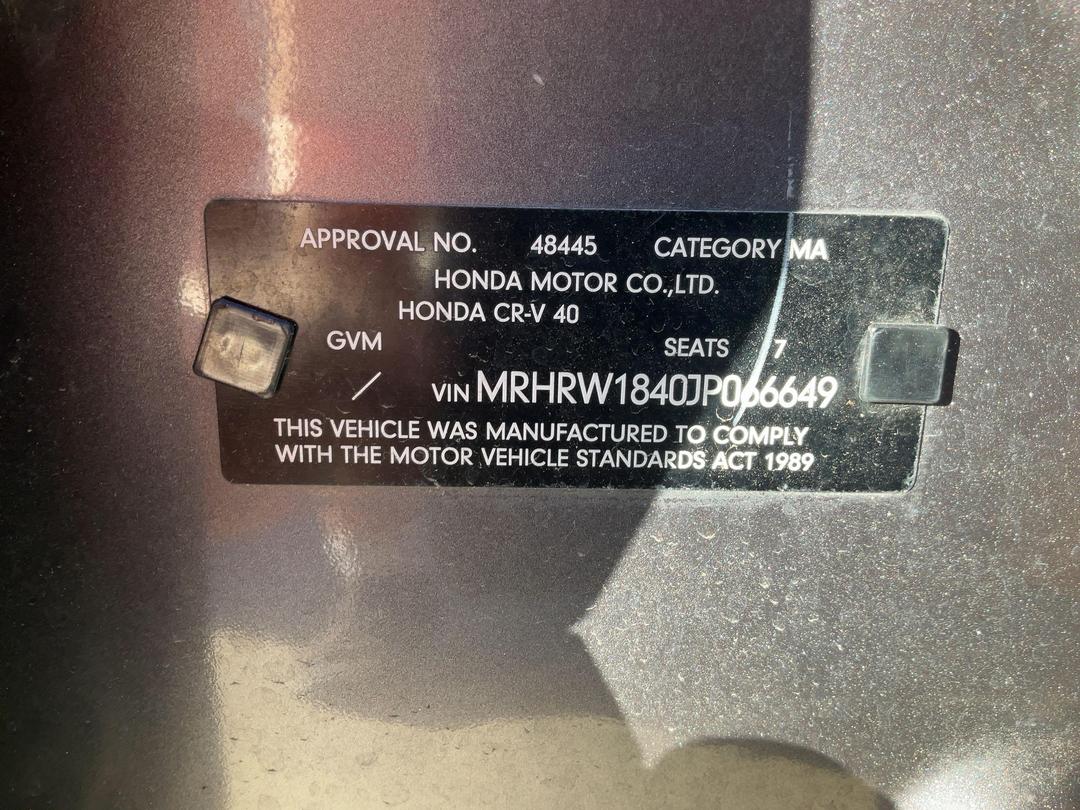 APPROVAL NO. 48445 CATEGORY MA
HONDA MOTOR CO.,LTD.
HONDA CR-V 40
GVM SEATS 7
/ VIN MRHRW1840JP066649
THIS VEHICLE WAS MANUFACTURED TO COMPLY
WITH THE MOTOR VEHICLE STANDARDS ACT 1989